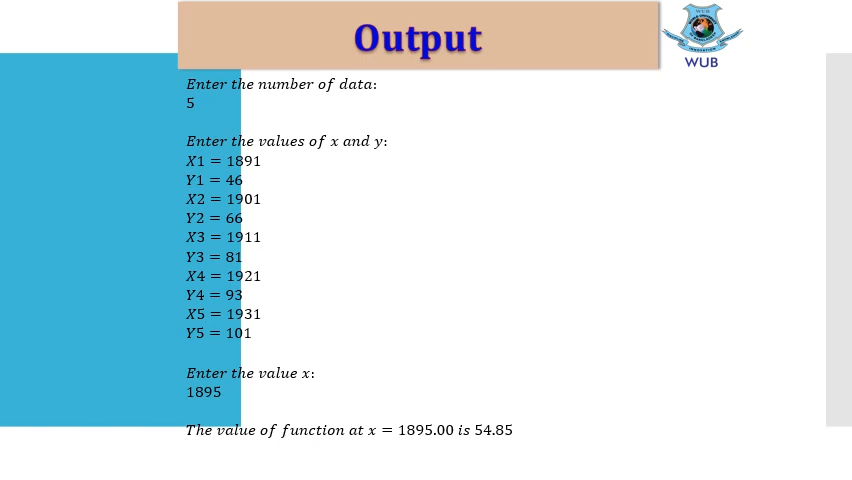 Output
WUB
Enter the number of data:
5
Enter the values of x and y:
X1 = 1891
Y1 = 46
X2 = 1901
Y2 = 66
X3 = 1911
Y3 = 81
X4 = 1921
Y4 = 93
X5 = 1931
Y5 = 101
Enter the value x:
1895
The value of function at x = 1895.00 is 54.85